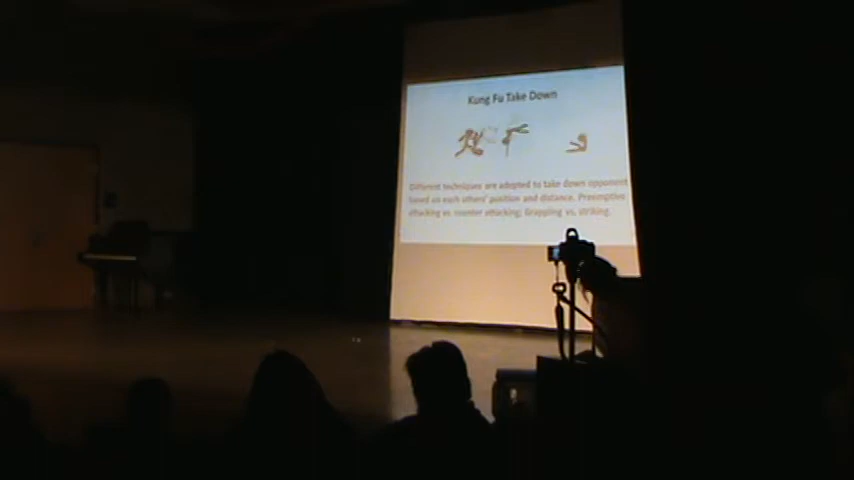 Kung Fu Take Down
Different techniques are adopted to take down opponent
based on each others' position and distance. Preemptive
attacking vs. counter attacking; Grappling vs. striking.